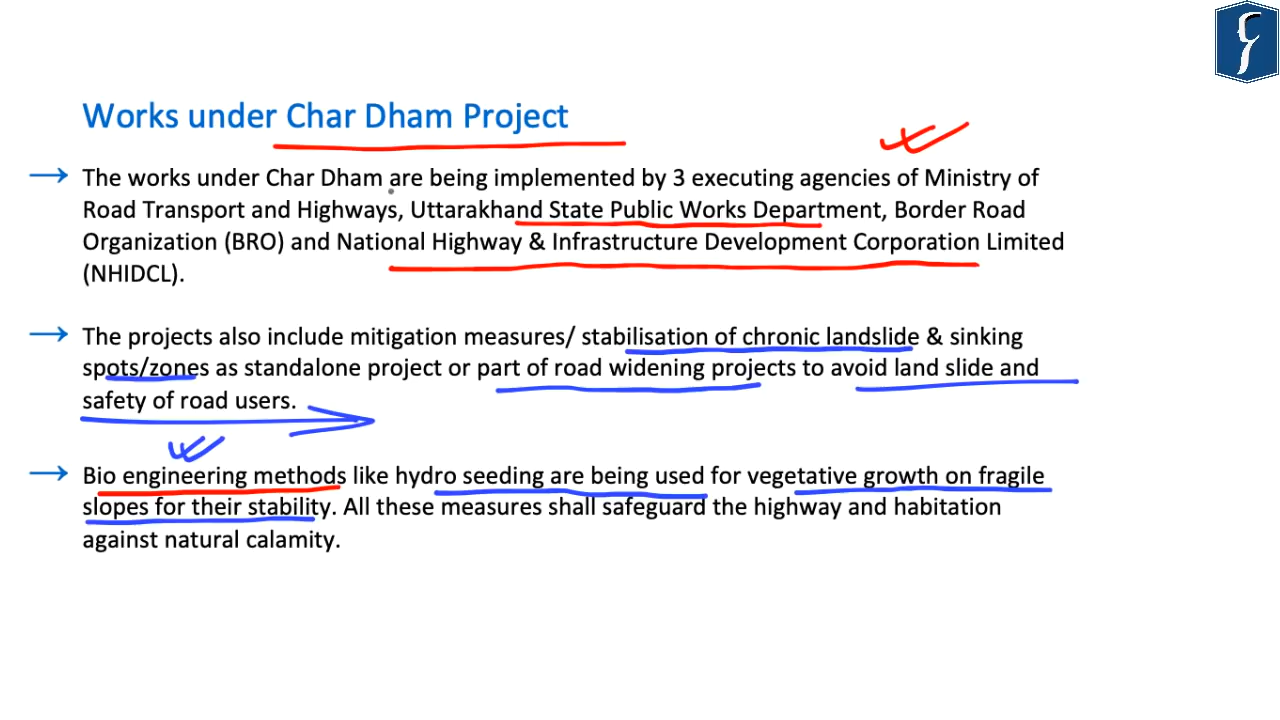 Works under Char Dham Project
→ The works under Char Dham are being implemented by 3 executing agencies of Ministry of
Road Transport and Highways, Uttarakhand State Public Works Department, Border Road
Organization (BRO) and National Highway & Infrastructure Development Corporation Limited
(NHIDCL).
→ The projects also include mitigation measures/ stabilisation of chronic landslide & sinking
spots/zones as standalone project or part of road widening projects to avoid land slide and
safety of road users.
→ Bio engineering methods like hydro seeding are being used for vegetative growth on fragile
slopes for their stability. All these measures shall safeguard the highway and habitation
against natural calamity.